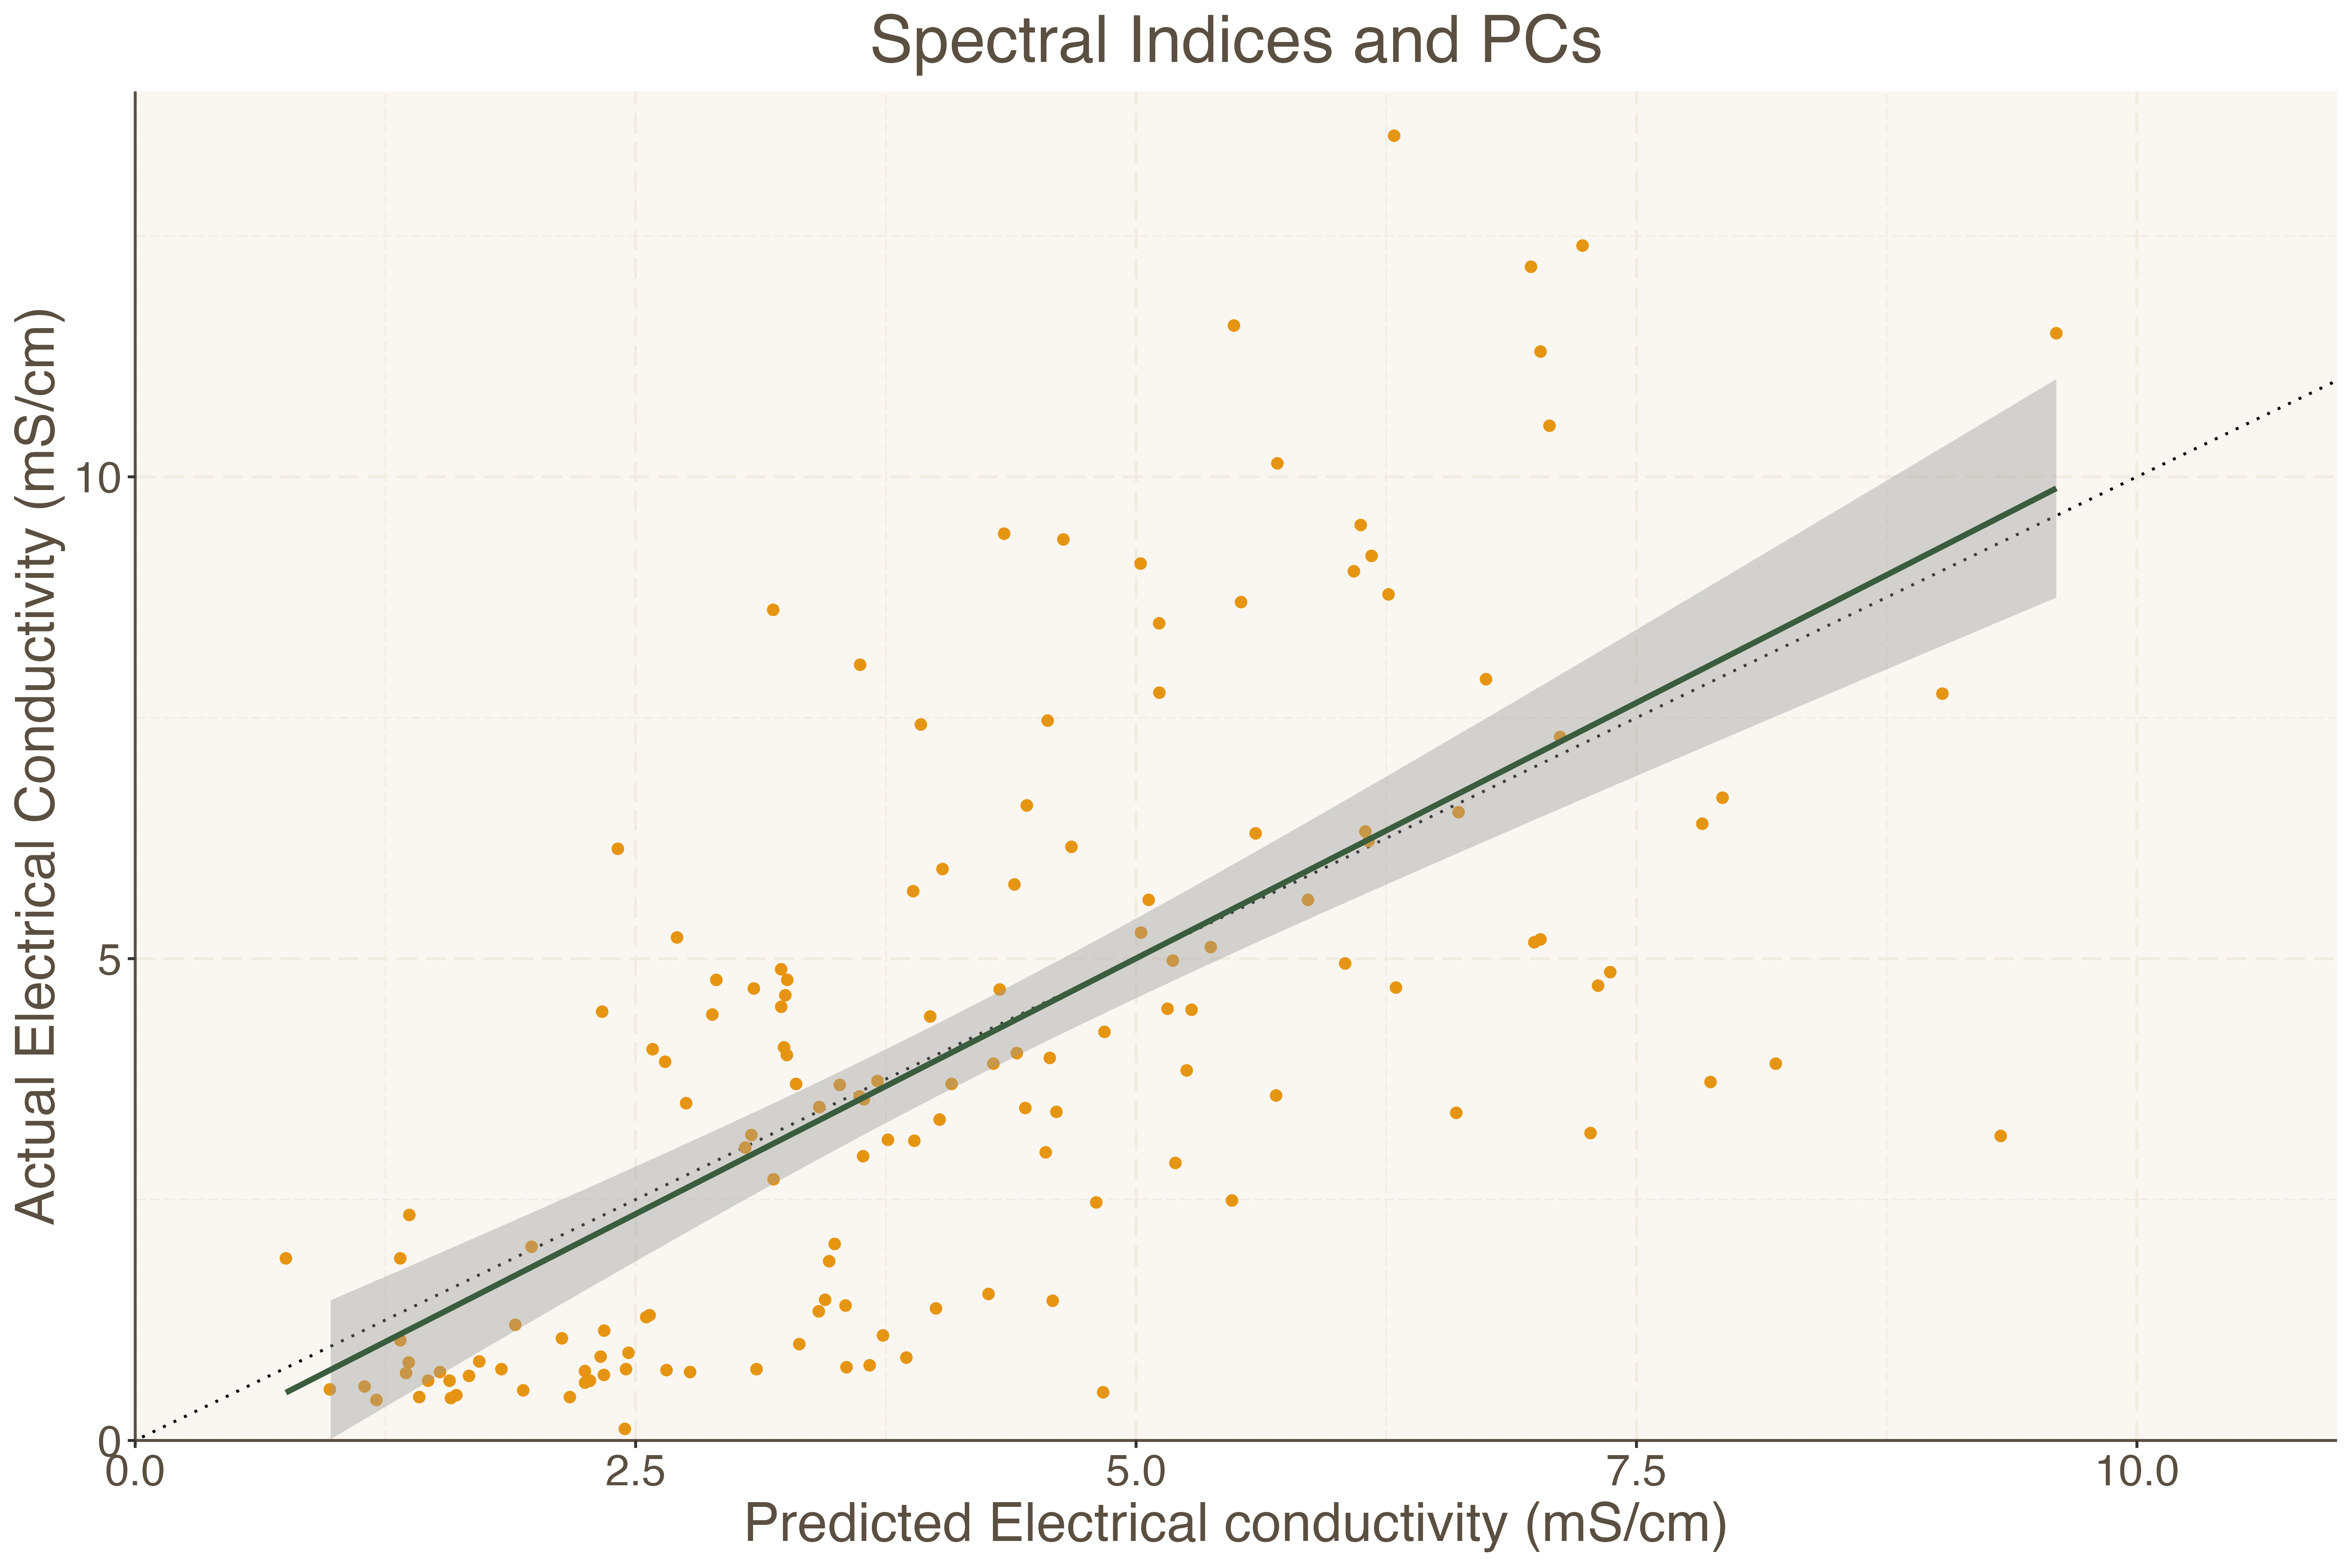 Spectral Indices and PCs
Actual Electrical Conductivity (mS/cm)
10
5
0
0.0 2.5 5.0 7.5 10.0
Predicted Electrical conductivity (mS/cm)